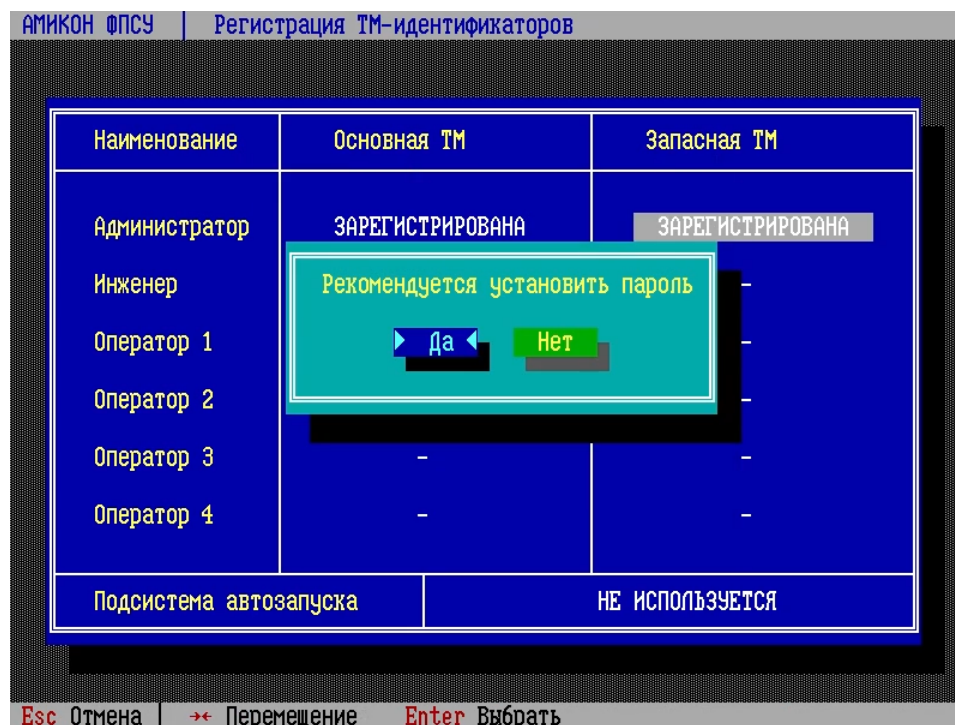 АМИКОН ФПСУ | Регистрация ТМ-идентификаторов
Наименование Основная ТМ Запасная ТМ
Администратор ЗАРЕГИСТРИРОВАНА ЗАРЕГИСТРИРОВАНА
Инженер -
Рекомендуется установить пароль
Оператор 1 -
Да Нет
Оператор 2 -
Оператор 3 - -
Оператор 4 - -
Подсистема автозапуска НЕ ИСПОЛЬЗУЕТСЯ
Esc Отмена | →← Перемещение Enter Выбрать